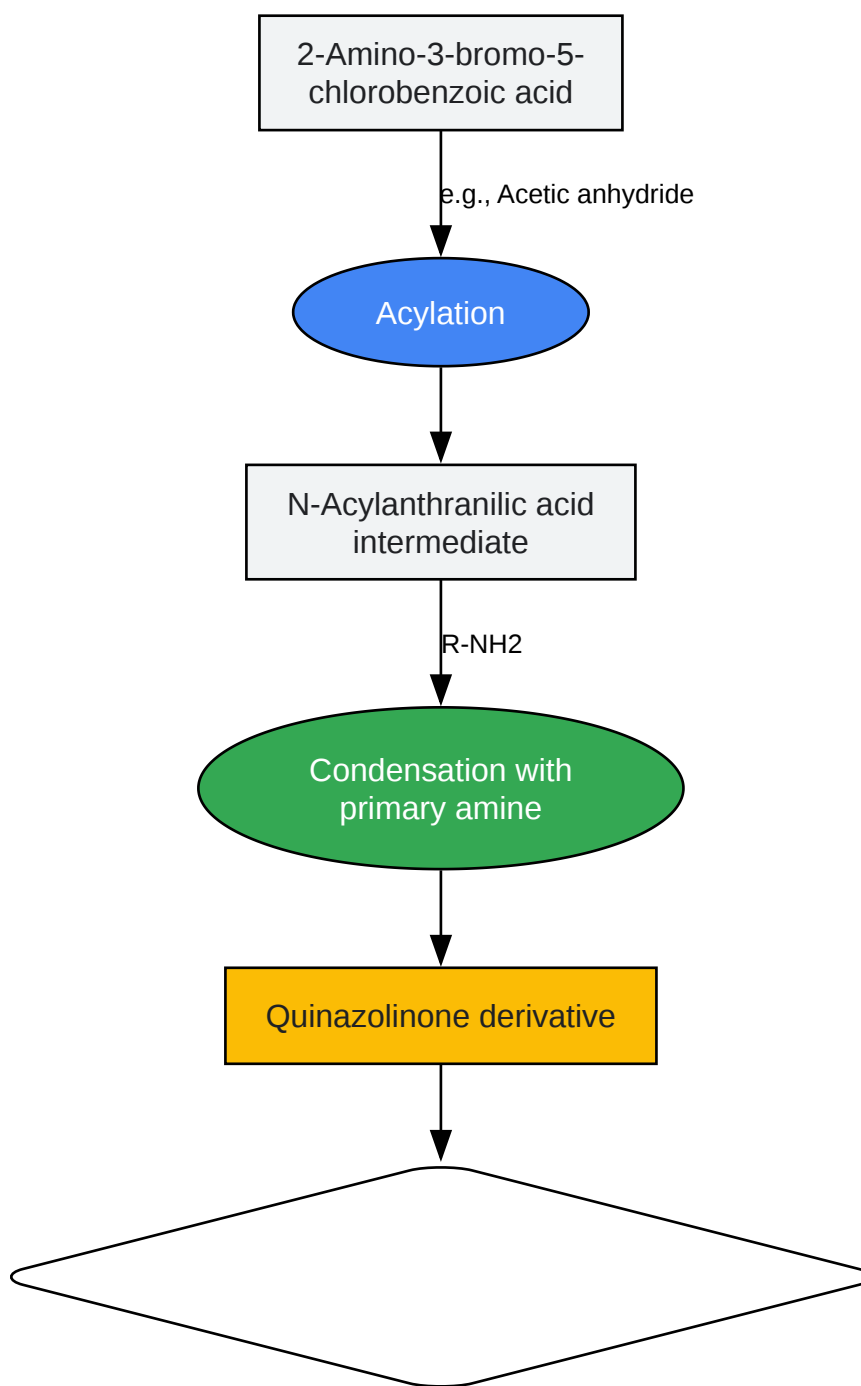 2-Amino-3-bromo-5-
chlorobenzoic acid
e.g., Acetic anhydride
Acylation
N-Acylanthranilic acid
intermediate
R-NH2
Condensation with
primary amine
Quinazolinone derivative